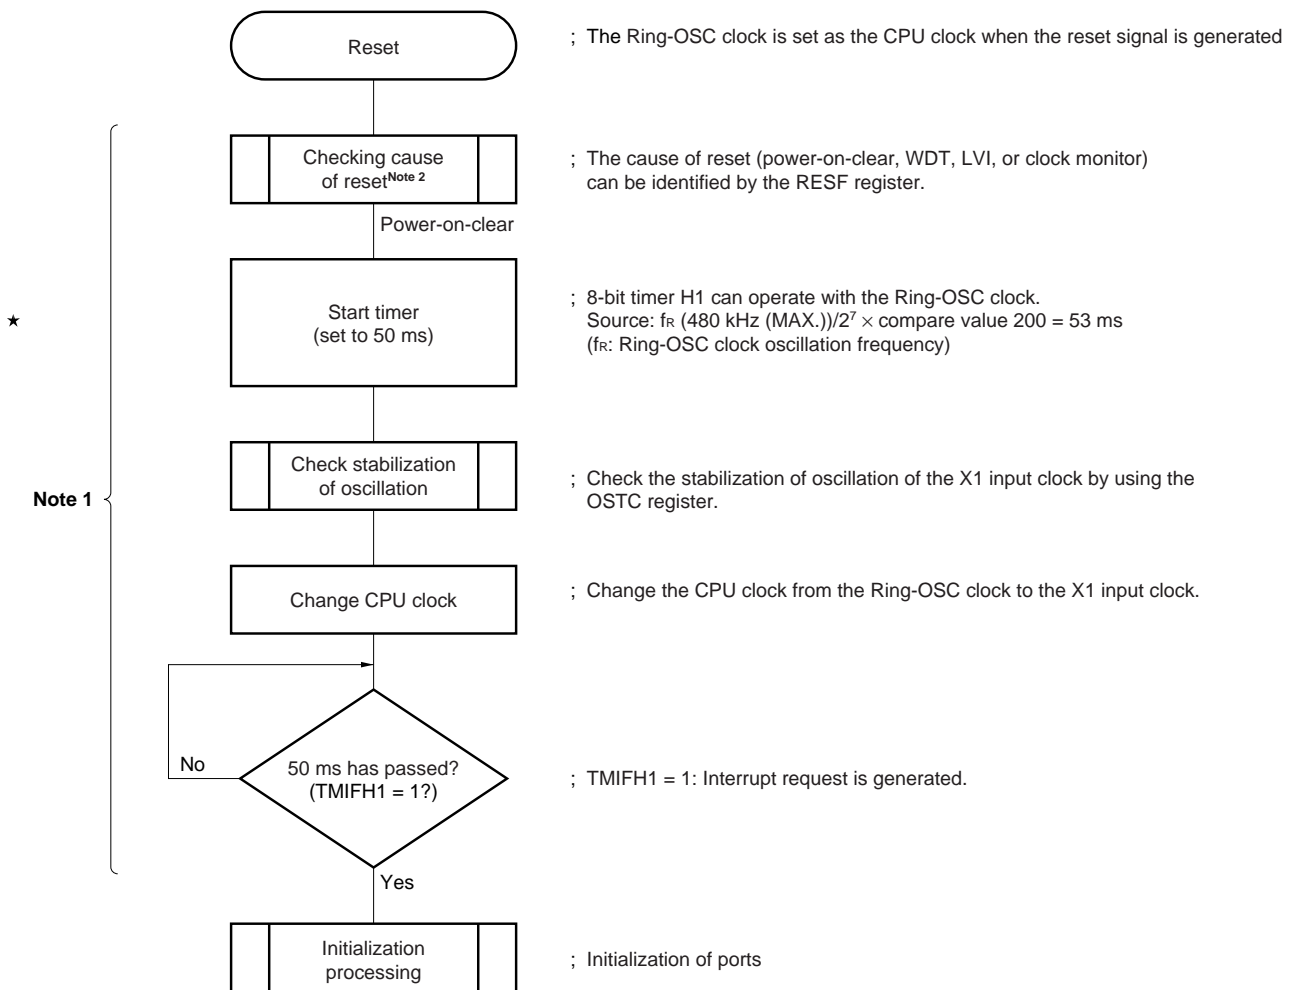 Reset
; The Ring-OSC clock is set as the CPU clock when the reset signal is generated
Checking cause
of reset^Note 2
; The cause of reset (power-on-clear, WDT, LVI, or clock monitor)
can be identified by the RESF register.
Power-on-clear
★
Start timer
(set to 50 ms)
; 8-bit timer H1 can operate with the Ring-OSC clock.
Source: fR (480 kHz (MAX.))/2⁷ × compare value 200 = 53 ms
(fR: Ring-OSC clock oscillation frequency)
Note 1
Check stabilization
of oscillation
; Check the stabilization of oscillation of the X1 input clock by using the
OSTC register.
Change CPU clock
; Change the CPU clock from the Ring-OSC clock to the X1 input clock.
No
50 ms has passed?
(TMIFH1 = 1?)
; TMIFH1 = 1: Interrupt request is generated.
Yes
Initialization
processing
; Initialization of ports